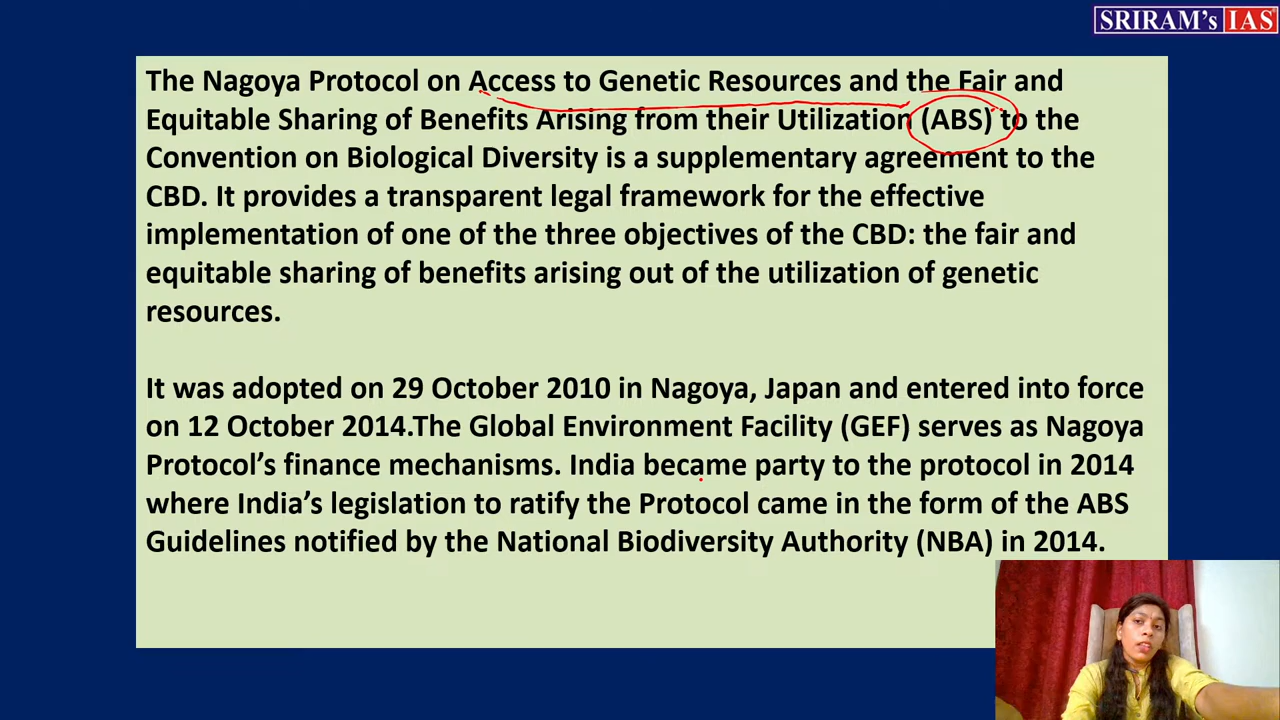 SRIRAM's IAS
The Nagoya Protocol on Access to Genetic Resources and the Fair and
Equitable Sharing of Benefits Arising from their Utilization (ABS) to the
Convention on Biological Diversity is a supplementary agreement to the
CBD. It provides a transparent legal framework for the effective
implementation of one of the three objectives of the CBD: the fair and
equitable sharing of benefits arising out of the utilization of genetic
resources.
It was adopted on 29 October 2010 in Nagoya, Japan and entered into force
on 12 October 2014.The Global Environment Facility (GEF) serves as Nagoya
Protocol’s finance mechanisms. India became party to the protocol in 2014
where India’s legislation to ratify the Protocol came in the form of the ABS
Guidelines notified by the National Biodiversity Authority (NBA) in 2014.